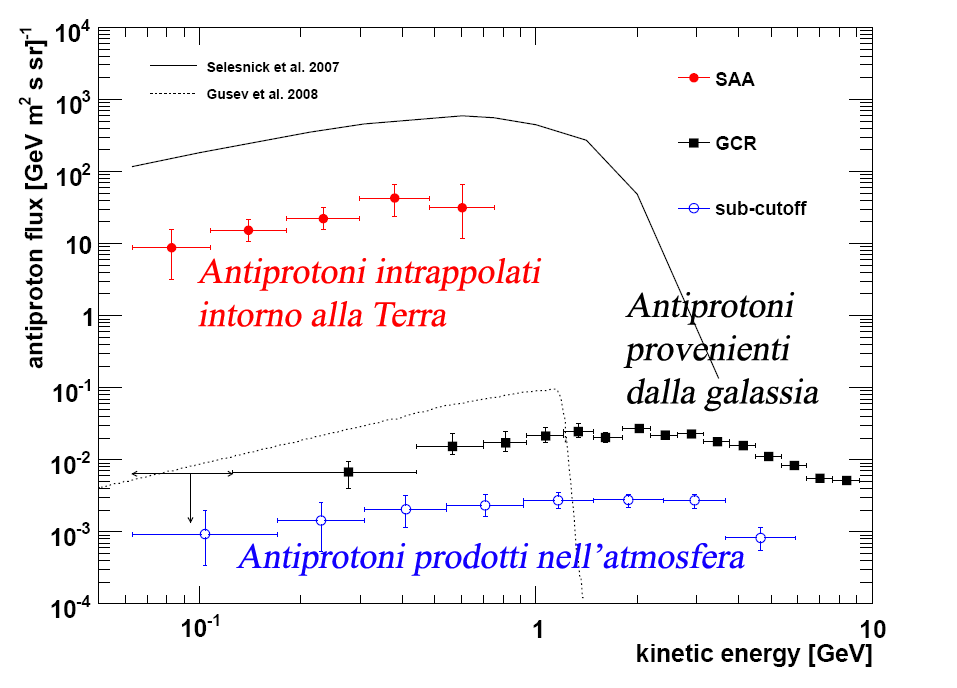 10^4
10^3
10^2
10
1
10^-1
10^-2
10^-3
10^-4
antiproton flux [GeV m^2 s sr]^-1
Selesnick et al. 2007
Gusev et al. 2008
SAA
GCR
sub-cutoff
Antiprotoni intrappolati
intorno alla Terra
Antiprotoni
provenienti
dalla galassia
Antiprotoni prodotti nell’atmosfera
10^-1
1
10
kinetic energy [GeV]